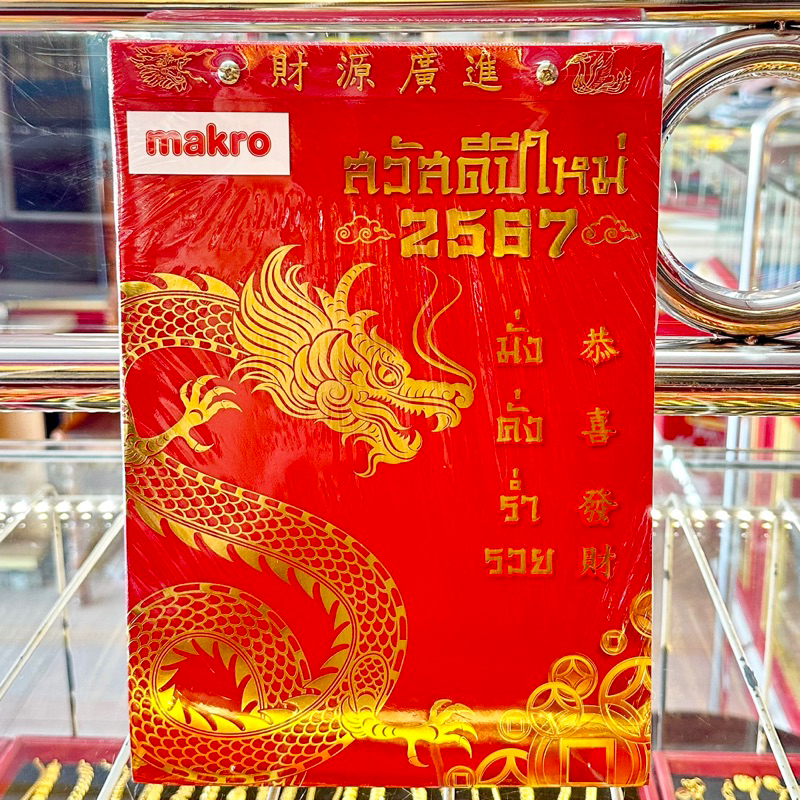 財源廣進
makro
สวัสดีปีใหม่
2567
มั่ง
คั่ง
ร่ำ
รวย
恭
喜
發
財